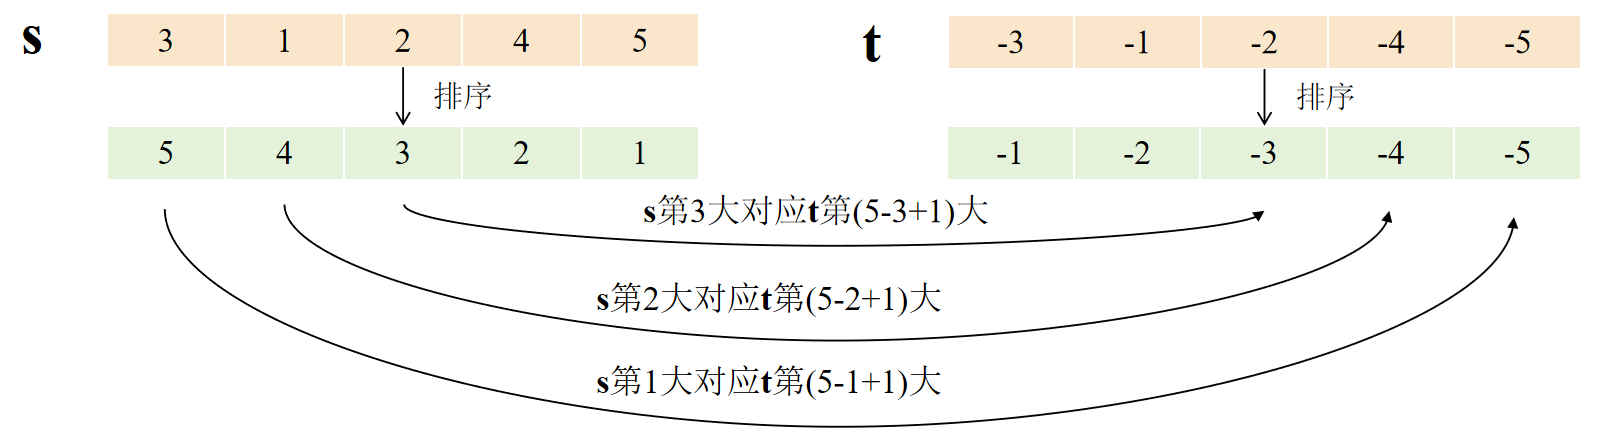 s 3 1 2 4 5 t -3 -1 -2 -4 -5
排序 排序
5 4 3 2 1 -1 -2 -3 -4 -5
s第3大对应t第(5-3+1)大
s第2大对应t第(5-2+1)大
s第1大对应t第(5-1+1)大